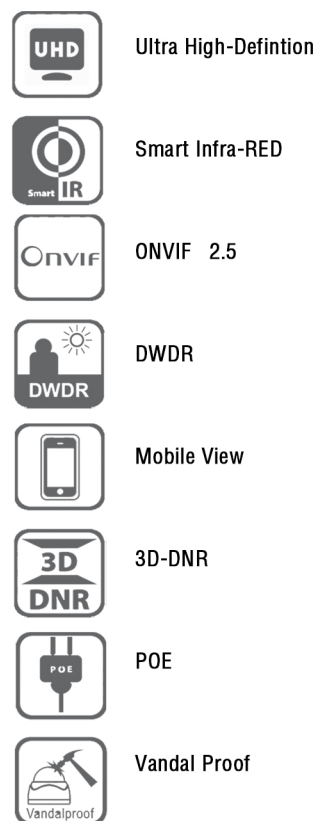 UHD
Ultra High-Defintion
Smart IR
Smart Infra-RED
ONVIF
ONVIF 2.5
DWDR
DWDR
Mobile View
3D
DNR
3D-DNR
POE
POE
Vandalproof
Vandal Proof